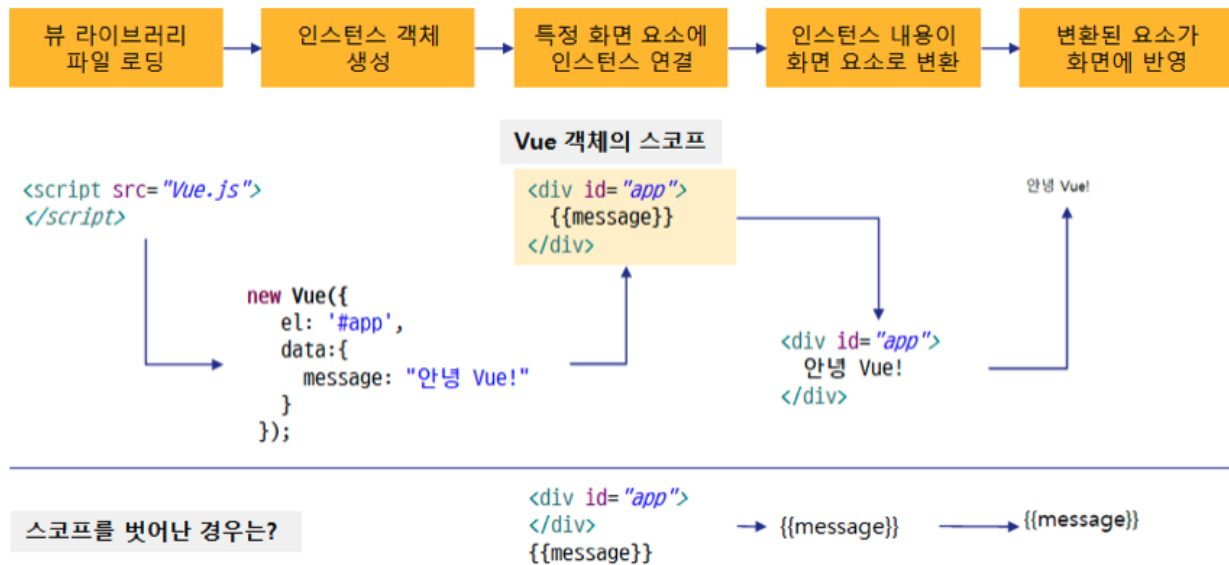 뷰 라이브러리
파일 로딩
인스턴스 객체
생성
특정 화면 요소에
인스턴스 연결
인스턴스 내용이
화면 요소로 변환
변환된 요소가
화면에 반영
Vue 객체의 스코프
<script src="Vue.js">
</script>
new Vue({
el: '#app',
data:{
message: "안녕 Vue!"
}
});
<div id="app">
{{message}}
</div>
<div id="app">
안녕 Vue!
</div>
안녕 Vue!
스코프를 벗어난 경우는?
<div id="app">
</div>
{{message}}
{{message}}
{{message}}